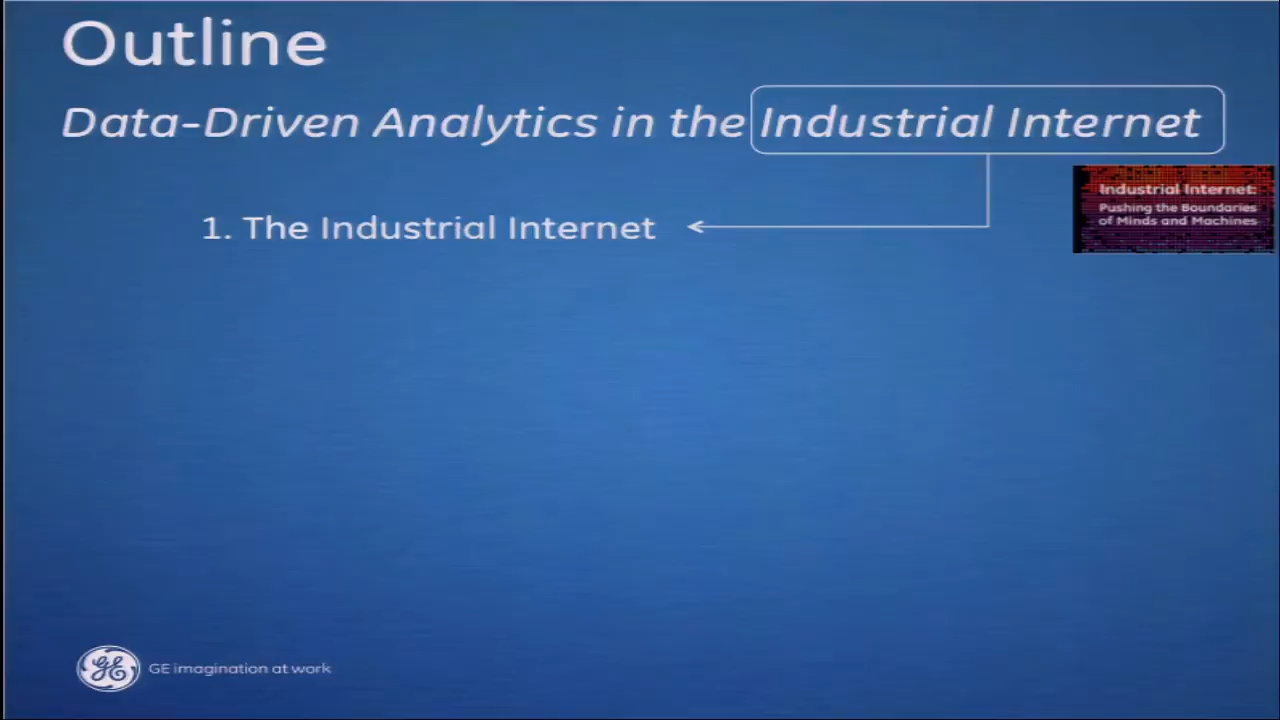 Outline
Data-Driven Analytics in the Industrial Internet
1. The Industrial Internet
Industrial Internet:
Pushing the Boundaries
of Minds and Machines
GE imagination at work